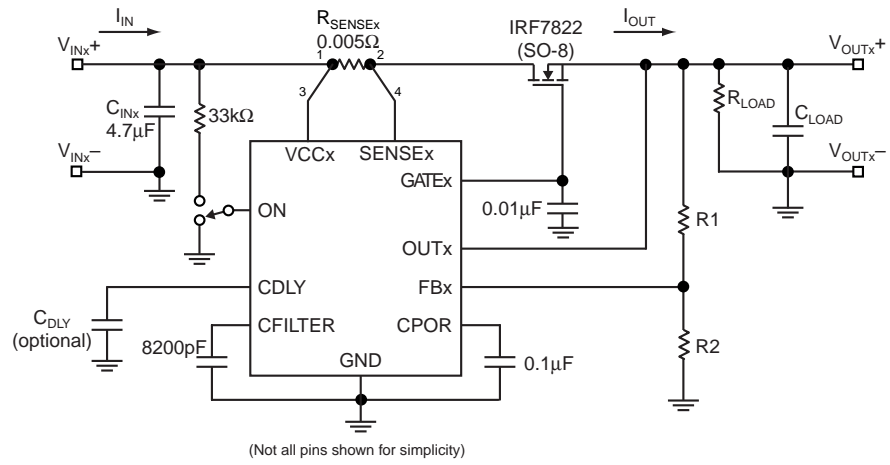 I_IN
R_SENSEx
0.005Ω
IRF7822
(SO-8)
I_OUT
V_INx+
1
2
V_OUTx+
3
4
C_INx
4.7μF
33kΩ
R_LOAD
C_LOAD
V_INx−
V_OUTx−
VCCx
SENSEx
GATEx
0.01μF
ON
R1
OUTx
CDLY
FBx
C_DLY
(optional)
CFILTER
CPOR
R2
8200pF
GND
0.1μF
(Not all pins shown for simplicity)